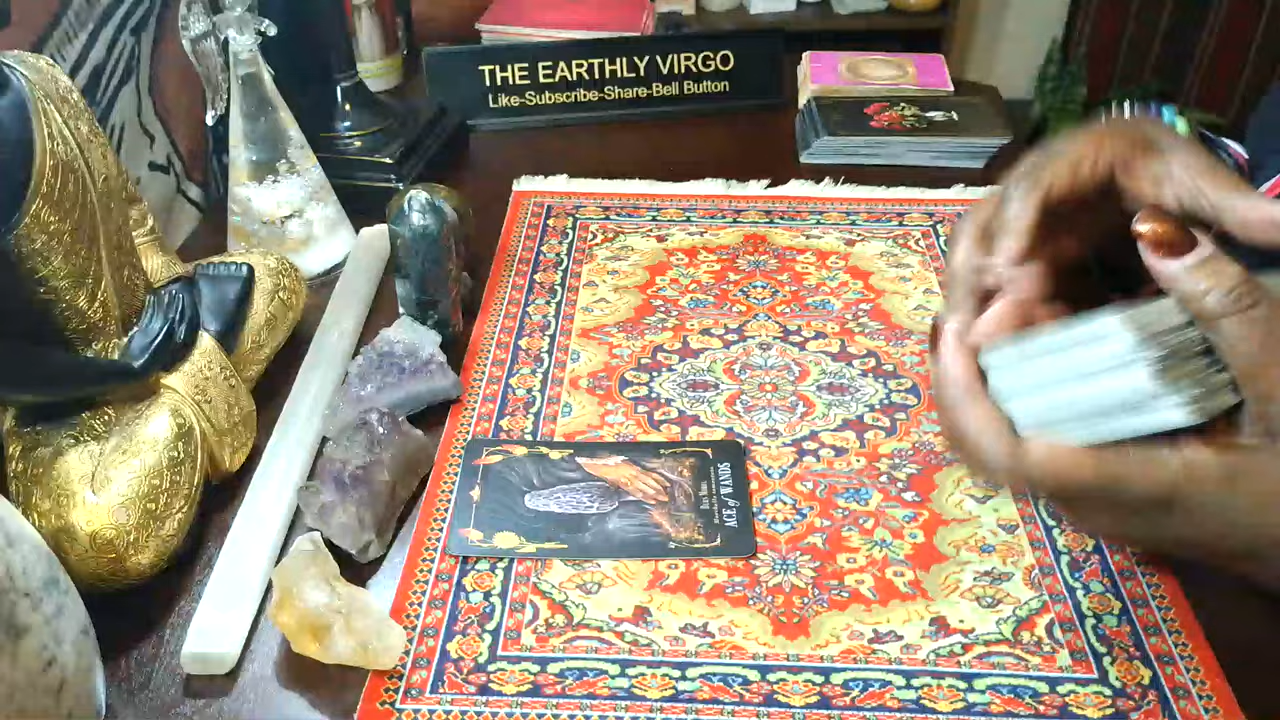 THE EARTHLY VIRGO
Like-Subscribe-Share-Bell Button
ACE of WANDS